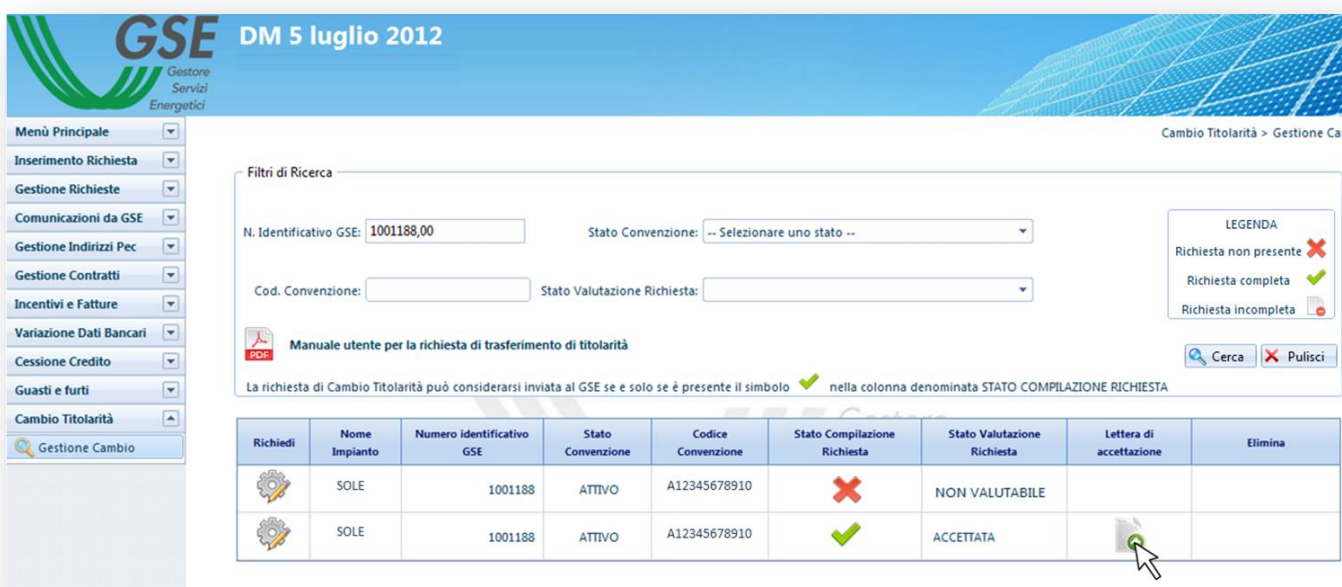 GSE
Gestore
Servizi
Energetici
DM 5 luglio 2012
Cambio Titolarità > Gestione Ca
Menù Principale
Inserimento Richiesta
Gestione Richieste
Comunicazioni da GSE
Gestione Indirizzi Pec
Gestione Contratti
Incentivi e Fatture
Variazione Dati Bancari
Cessione Credito
Guasti e furti
Cambio Titolarità
Gestione Cambio
Filtri di Ricerca
N. Identificativo GSE: 1001188,00 Stato Convenzione: -- Selezionare uno stato --
Cod. Convenzione: Stato Valutazione Richiesta:
LEGENDA
Richiesta non presente
Richiesta completa
Richiesta incompleta
PDF Manuale utente per la richiesta di trasferimento di titolarità
Cerca Pulisci
La richiesta di Cambio Titolarità può considerarsi inviata al GSE se e solo se è presente il simbolo nella colonna denominata STATO COMPILAZIONE RICHIESTA
Gestore
Richiedi Nome Impianto Numero identificativo GSE Stato Convenzione Codice Convenzione Stato Compilazione Richiesta Stato Valutazione Richiesta Lettera di accettazione Elimina
SOLE 1001188 ATTIVO A12345678910 NON VALUTABILE
SOLE 1001188 ATTIVO A12345678910 ACCETTATA